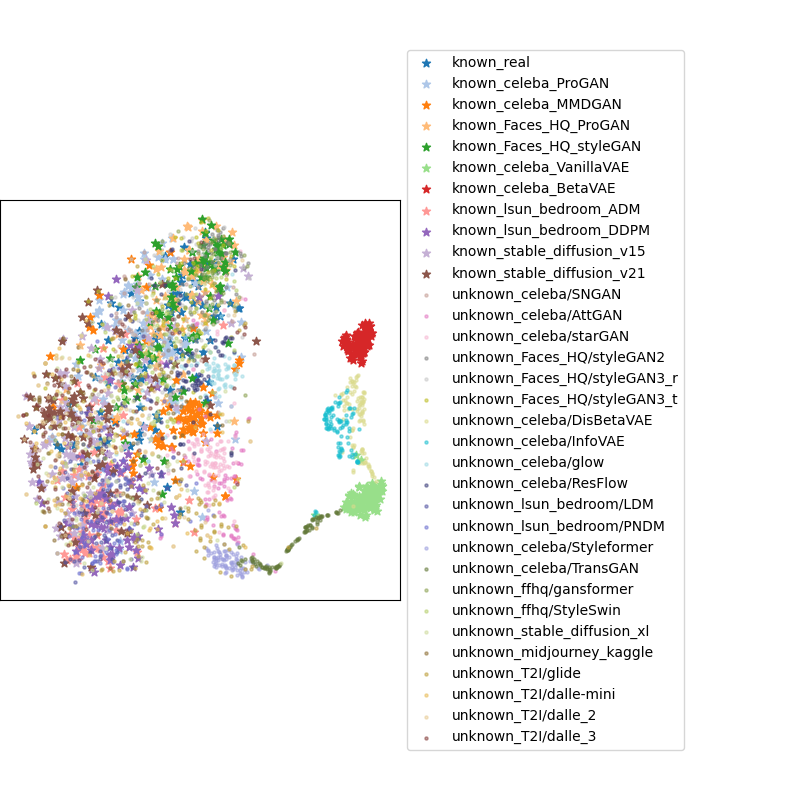 known_real
known_celeba_ProGAN
known_celeba_MMDGAN
known_Faces_HQ_ProGAN
known_Faces_HQ_styleGAN
known_celeba_VanillaVAE
known_celeba_BetaVAE
known_lsun_bedroom_ADM
known_lsun_bedroom_DDPM
known_stable_diffusion_v15
known_stable_diffusion_v21
unknown_celeba/SNGAN
unknown_celeba/AttGAN
unknown_celeba/starGAN
unknown_Faces_HQ/styleGAN2
unknown_Faces_HQ/styleGAN3_r
unknown_Faces_HQ/styleGAN3_t
unknown_celeba/DisBetaVAE
unknown_celeba/InfoVAE
unknown_celeba/glow
unknown_celeba/ResFlow
unknown_lsun_bedroom/LDM
unknown_lsun_bedroom/PNDM
unknown_celeba/Styleformer
unknown_celeba/TransGAN
unknown_ffhq/gansformer
unknown_ffhq/StyleSwin
unknown_stable_diffusion_xl
unknown_midjourney_kaggle
unknown_T2I/glide
unknown_T2I/dalle-mini
unknown_T2I/dalle_2
unknown_T2I/dalle_3